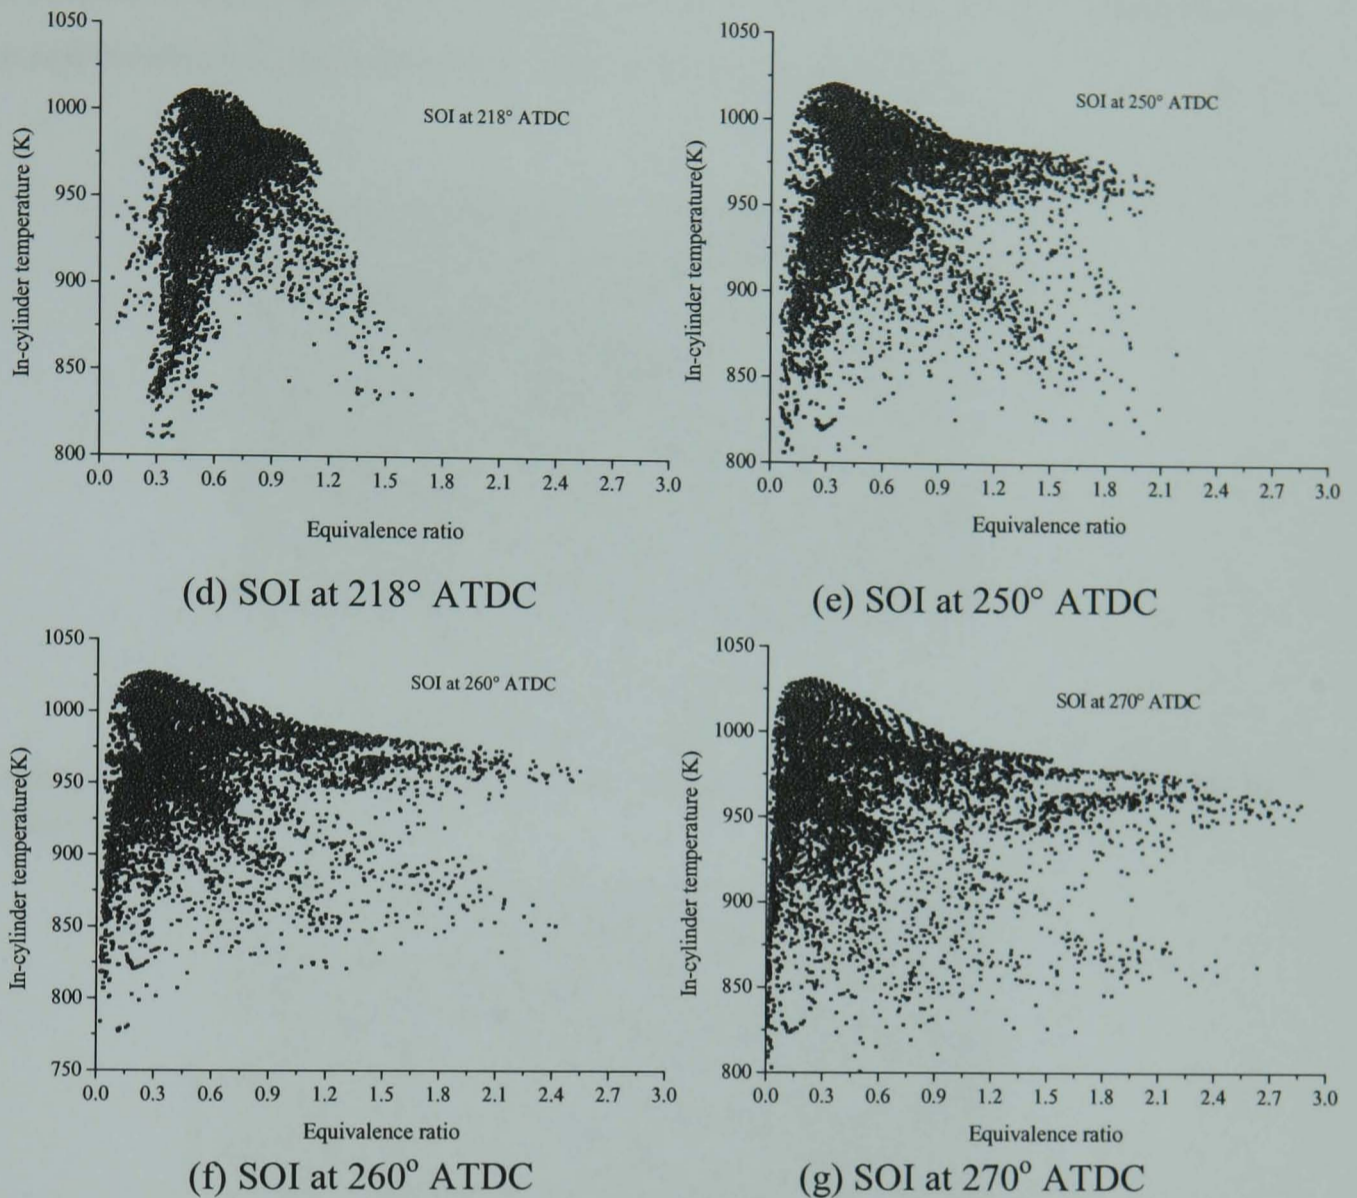 1050
1000
950
900
850
800
In-cylinder temperature (K)
SOI at 218° ATDC
0.0 0.3 0.6 0.9 1.2 1.5 1.8 2.1 2.4 2.7 3.0
Equivalence ratio
(d) SOI at 218° ATDC
1050
1000
950
900
850
800
In-cylinder temperature(K)
SOI at 250° ATDC
0.0 0.3 0.6 0.9 1.2 1.5 1.8 2.1 2.4 2.7 3.0
Equivalence ratio
(e) SOI at 250° ATDC
1050
1000
950
900
850
800
750
In-cylinder temperature(K)
SOI at 260° ATDC
0.0 0.3 0.6 0.9 1.2 1.5 1.8 2.1 2.4 2.7 3.0
Equivalence ratio
(f) SOI at 260° ATDC
1050
1000
950
900
850
800
In-cylinder temperature (K)
SOI at 270° ATDC
0.0 0.3 0.6 0.9 1.2 1.5 1.8 2.1 2.4 2.7 3.0
Equivalence ratio
(g) SOI at 270° ATDC